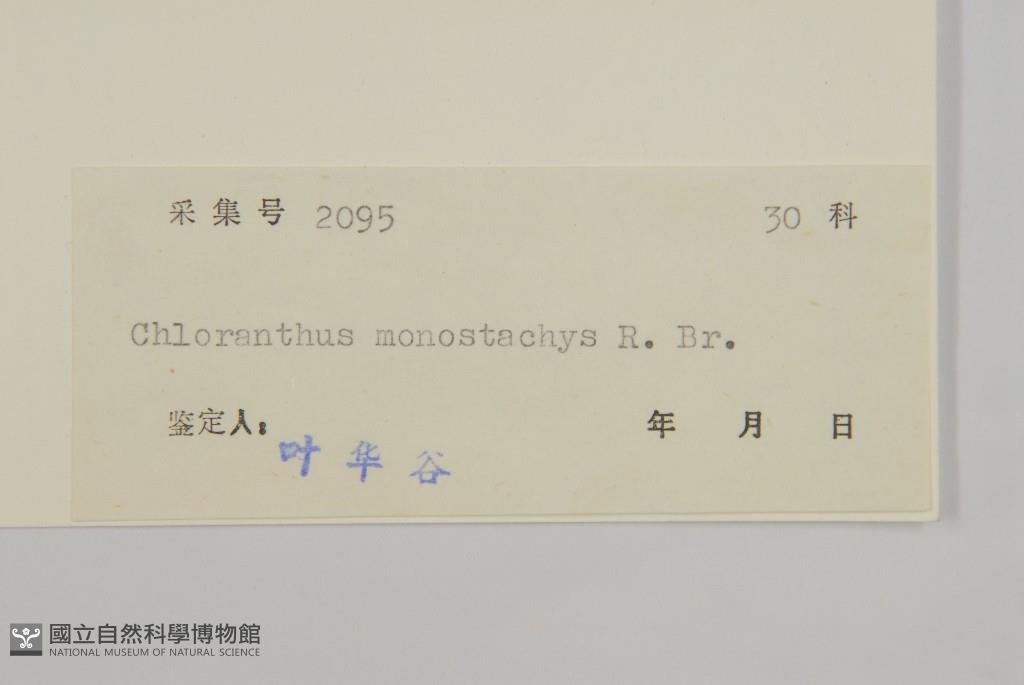 采集号 2095 30 科
Chloranthus monostachys R. Br.
鉴定人: 年 月 日
叶华谷
國立自然科學博物館
NATIONAL MUSEUM OF NATURAL SCIENCE